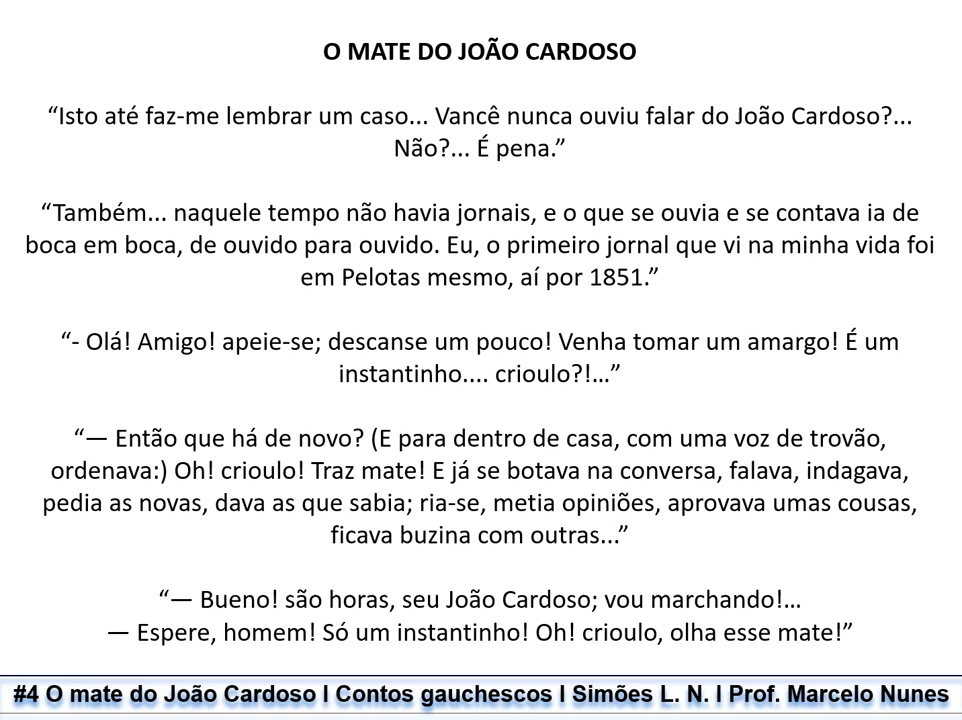 O MATE DO JOÃO CARDOSO
“Isto até faz-me lembrar um caso... Vancê nunca ouviu falar do João Cardoso?...
Não?... É pena.”
“Também... naquele tempo não havia jornais, e o que se ouvia e se contava ia de
boca em boca, de ouvido para ouvido. Eu, o primeiro jornal que vi na minha vida foi
em Pelotas mesmo, aí por 1851.”
“- Olá! Amigo! apeie-se; descanse um pouco! Venha tomar um amargo! É um
instantinho.... crioulo?!...”
“— Então que há de novo? (E para dentro de casa, com uma voz de trovão,
ordenava:) Oh! crioulo! Traz mate! E já se botava na conversa, falava, indagava,
pedia as novas, dava as que sabia; ria-se, metia opiniões, aprovava umas cousas,
ficava buzina com outras...”
“— Bueno! são horas, seu João Cardoso; vou marchando!...
— Espere, homem! Só um instantinho! Oh! crioulo, olha esse mate!”
#4 O mate do João Cardoso I Contos gauchescos I Simões L. N. I Prof. Marcelo Nunes